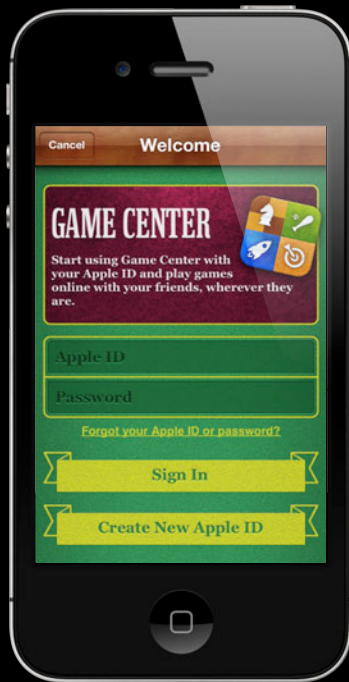 Cancel
Welcome
GAME CENTER
Start using Game Center with
your Apple ID and play games
online with your friends, wherever they
are.
Apple ID
Password
Forgot your Apple ID or password?
Sign In
Create New Apple ID